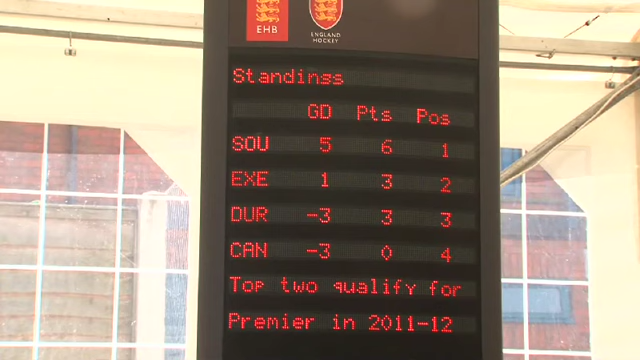 EHB
ENGLAND
HOCKEY
Standings
GD Pts Pos
SOU 5 6 1
EXE 1 3 2
DUR -3 3 3
CAN -3 0 4
Top two qualify for
Premier in 2011-12